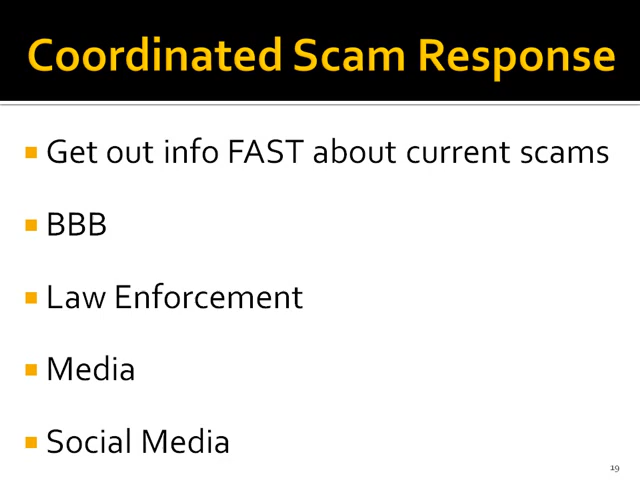 Coordinated Scam Response
Get out info FAST about current scams
BBB
Law Enforcement
Media
Social Media
19